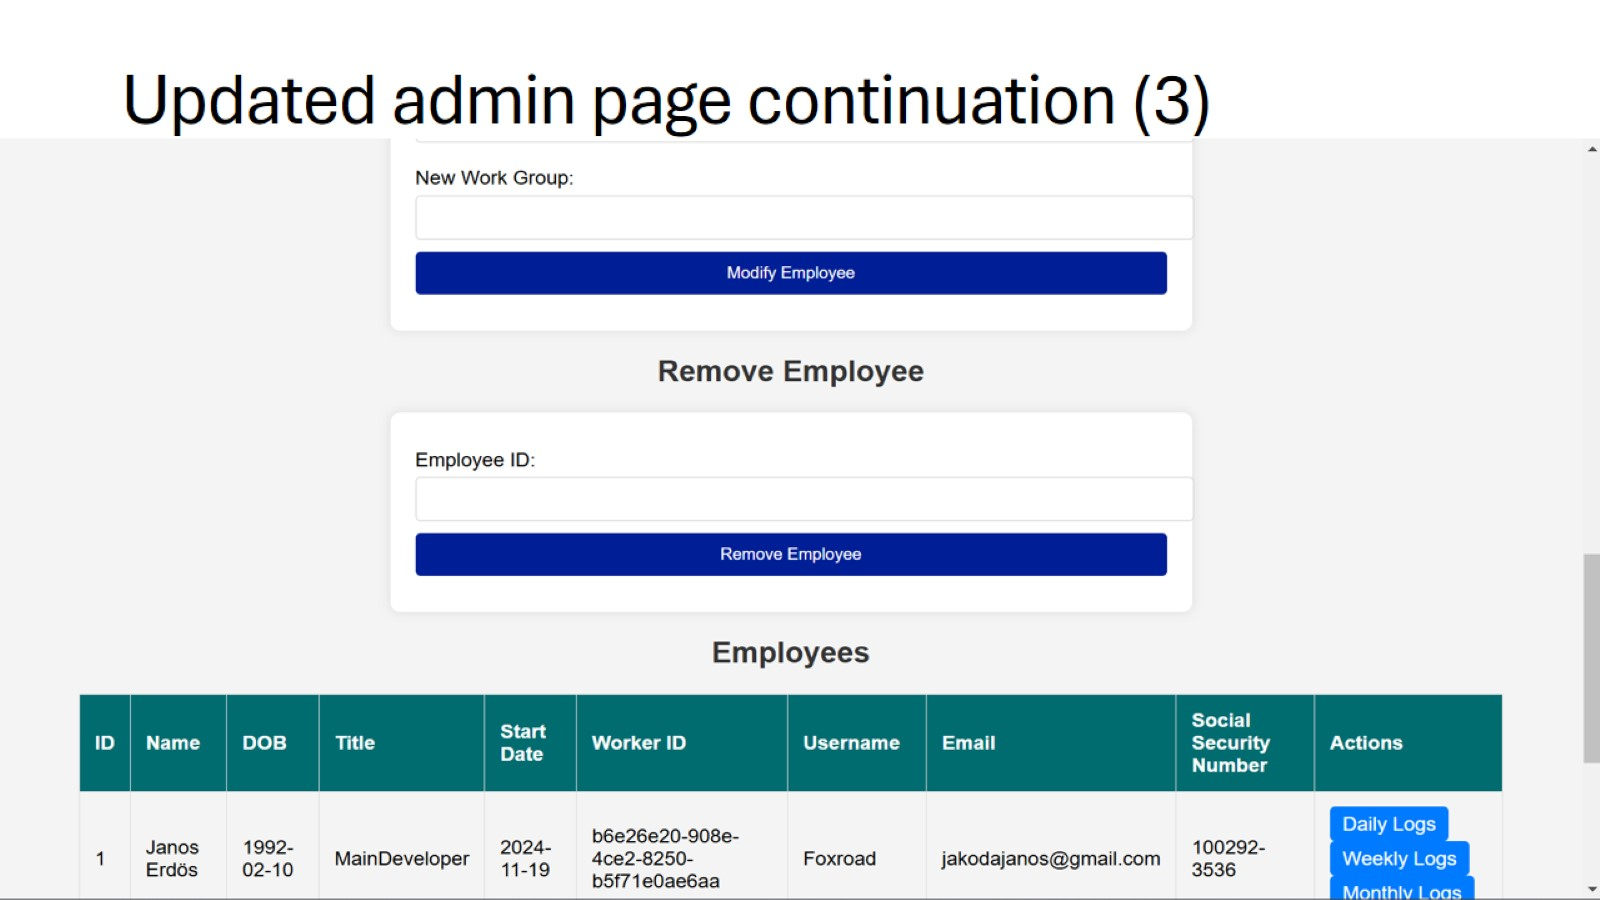 Updated admin page continuation (3)
New Work Group:
Modify Employee
Remove Employee
Employee ID:
Remove Employee
Employees
ID Name DOB Title Start Date Worker ID Username Email Social Security Number Actions
1 Janos Erdös 1992-02-10 MainDeveloper 2024-11-19 b6e26e20-908e-4ce2-8250-b5f71e0ae6aa Foxroad jakodajanos@gmail.com 100292-3536 Daily Logs
Weekly Logs
Monthly Logs